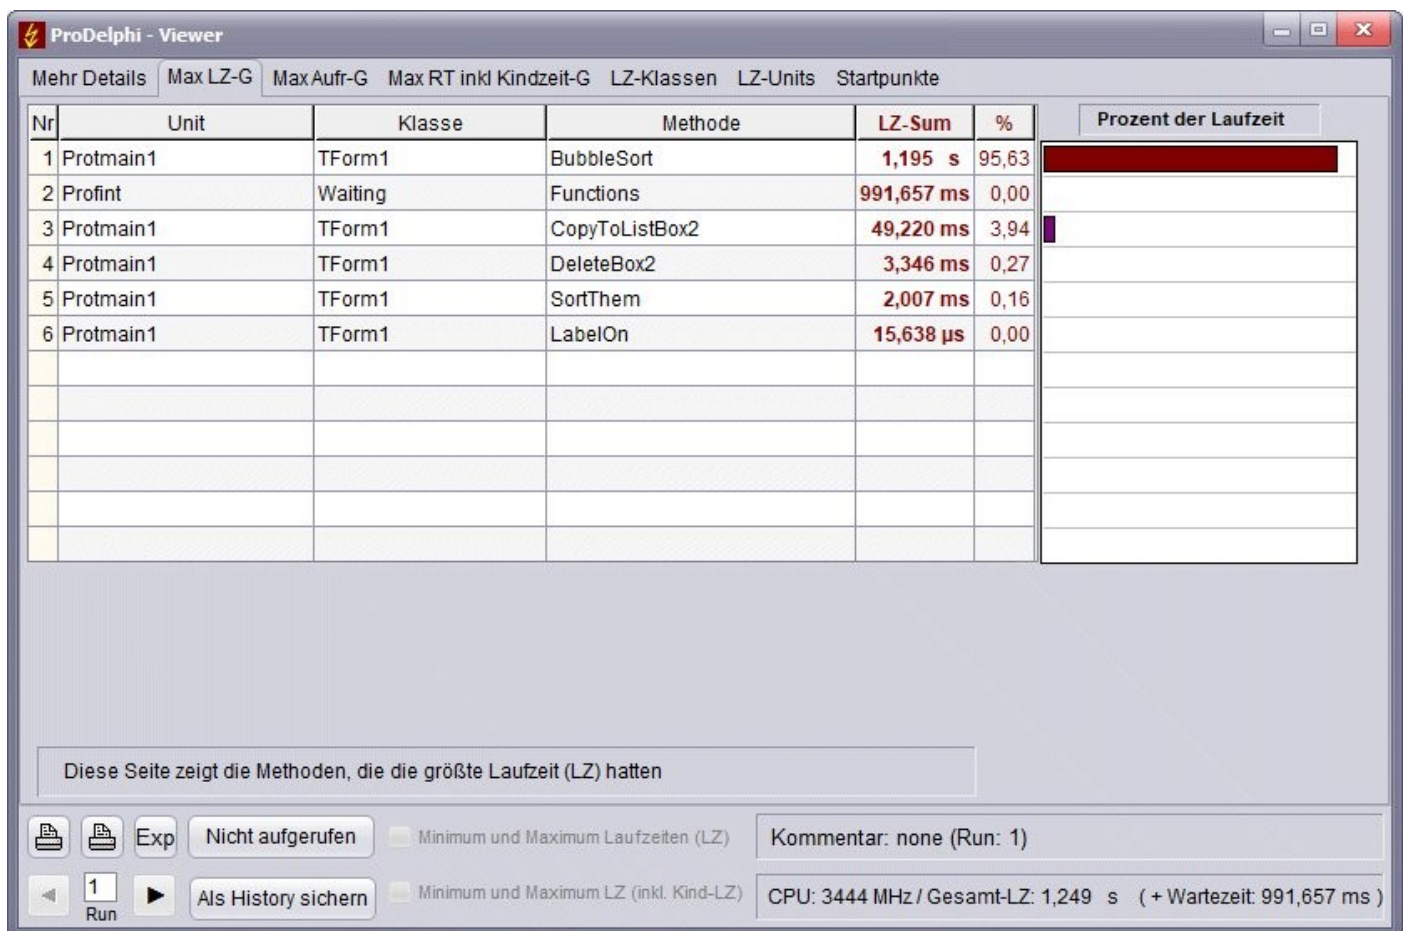 ProDelphi - Viewer
Mehr Details Max LZ-G Max Aufr-G Max RT inkl Kindzeit-G LZ-Klassen LZ-Units Startpunkte
Nr Unit Klasse Methode LZ-Sum % Prozent der Laufzeit
1 Protmain1 TForm1 BubbleSort 1,195 s 95,63
2 Profint Waiting Functions 991,657 ms 0,00
3 Protmain1 TForm1 CopyToListBox2 49,220 ms 3,94
4 Protmain1 TForm1 DeleteBox2 3,346 ms 0,27
5 Protmain1 TForm1 SortThem 2,007 ms 0,16
6 Protmain1 TForm1 LabelOn 15,638 µs 0,00
Diese Seite zeigt die Methoden, die die größte Laufzeit (LZ) hatten
Exp Nicht aufgerufen Minimum und Maximum Laufzeiten (LZ) Kommentar: none (Run: 1)
1 Run Als History sichern Minimum und Maximum LZ (inkl. Kind-LZ) CPU: 3444 MHz / Gesamt-LZ: 1,249 s ( + Wartezeit: 991,657 ms )